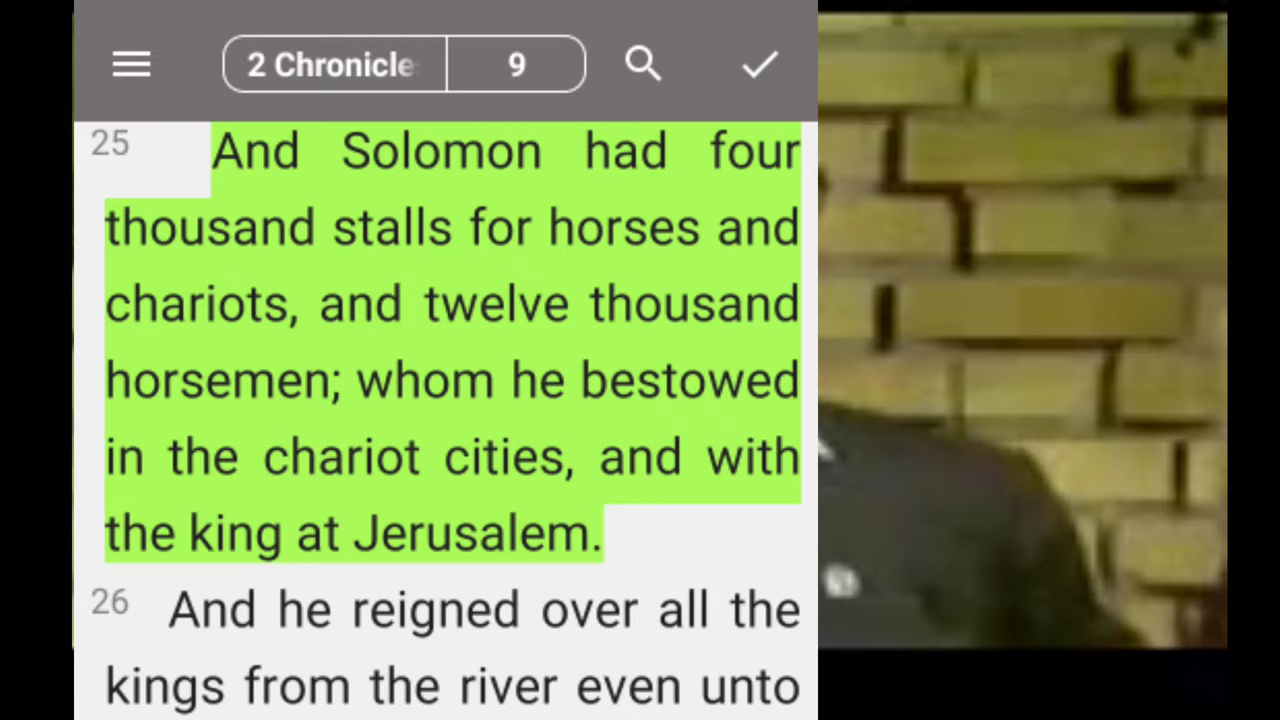 2 Chronicle 9
25 And Solomon had four
thousand stalls for horses and
chariots, and twelve thousand
horsemen; whom he bestowed
in the chariot cities, and with
the king at Jerusalem.
26 And he reigned over all the
kings from the river even unto